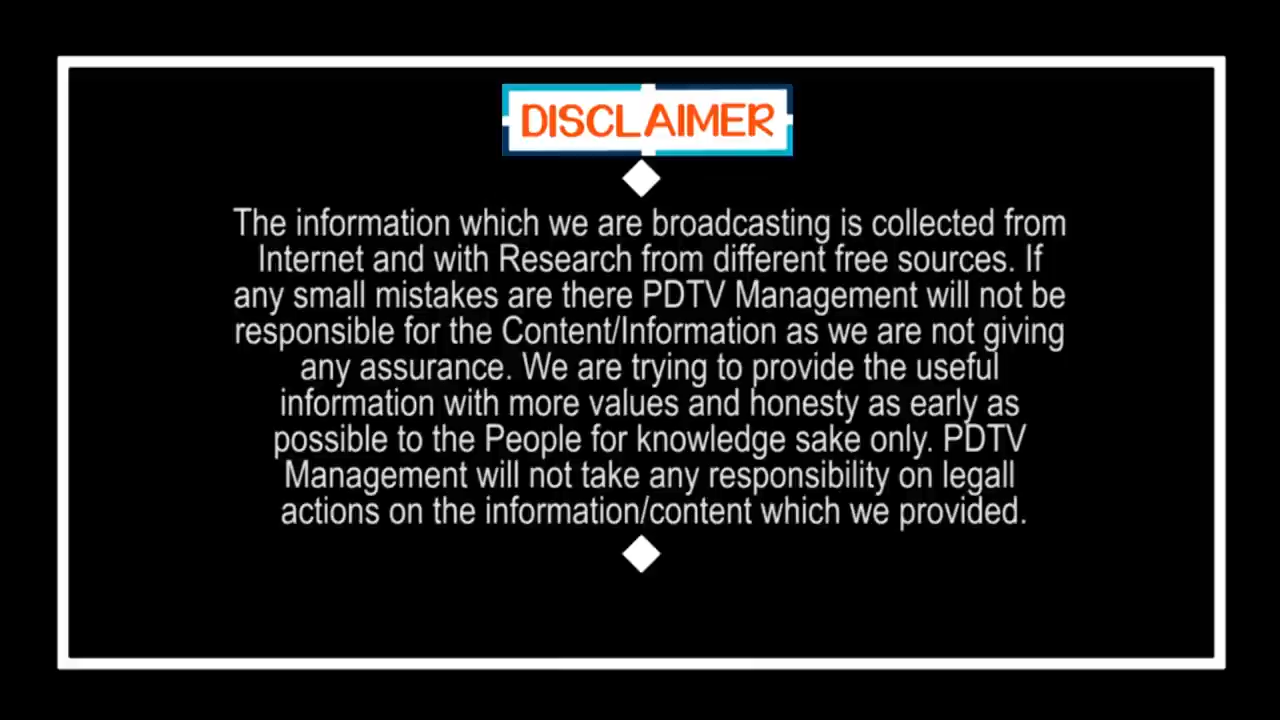 DISCLAIMER
The information which we are broadcasting is collected from
Internet and with Research from different free sources. If
any small mistakes are there PDTV Management will not be
responsible for the Content/Information as we are not giving
any assurance. We are trying to provide the useful
information with more values and honesty as early as
possible to the People for knowledge sake only. PDTV
Management will not take any responsibility on legall
actions on the information/content which we provided.